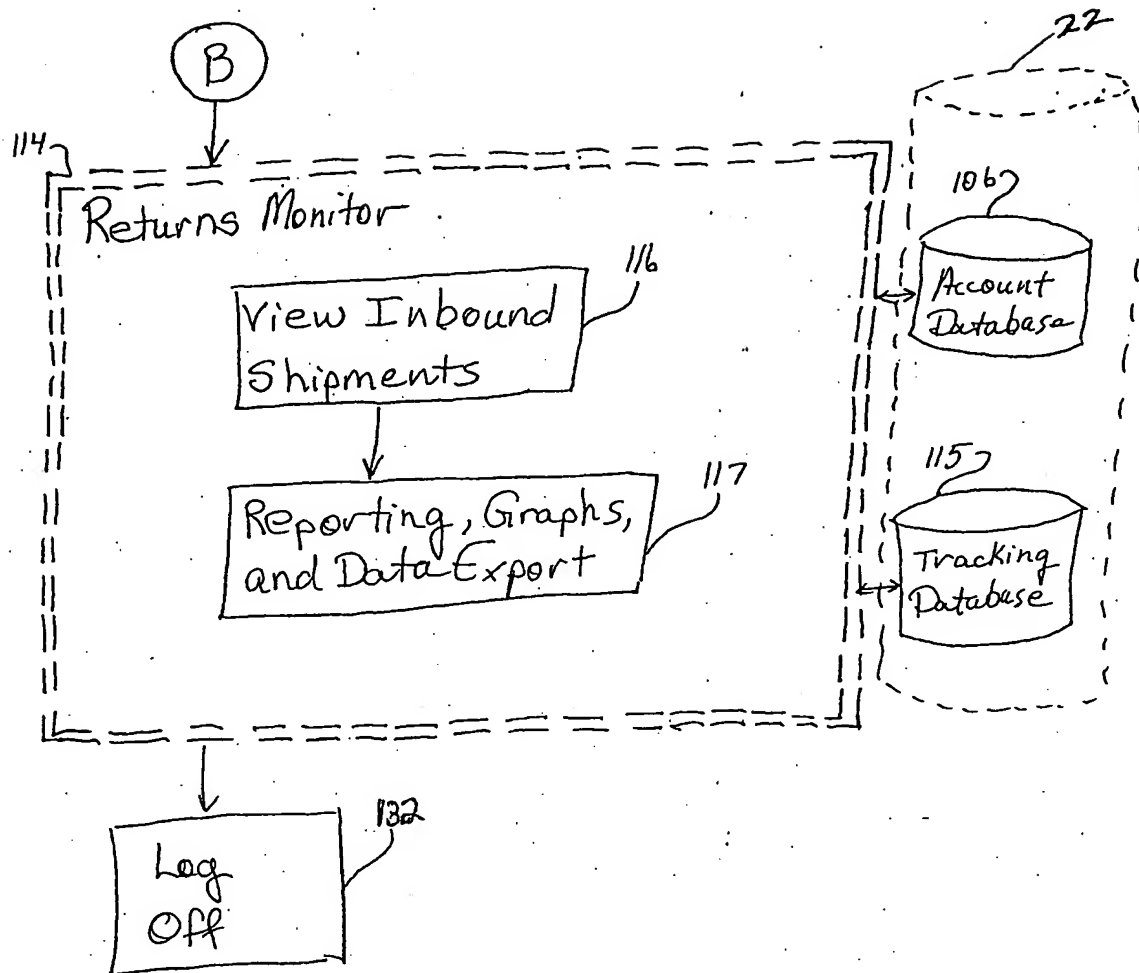 B
22
114
Returns Monitor
106
Account
Database
116
View Inbound
Shipments
115
Tracking
Database
117
Reporting, Graphs,
and Data Export
132
Log
Off